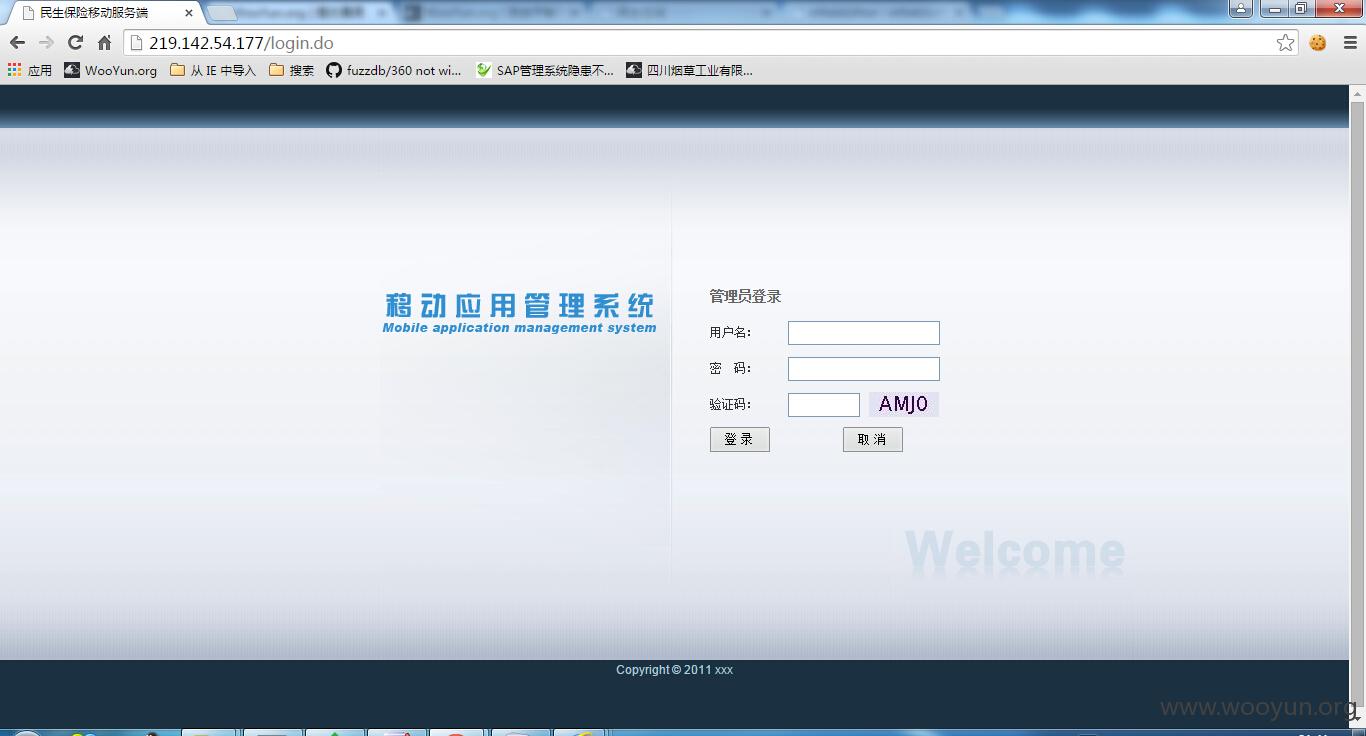 民生保险移动服务端
219.142.54.177/login.do
应用
WooYun.org
从 IE 中导入
搜索
fuzzdb/360 not wi...
SAP管理系统隐患不...
四川烟草工业有限...
移动应用管理系统
Mobile application management system
管理员登录
用户名：
密 码：
验证码：
AMJ0
登 录
取 消
Welcome
Copyright © 2011 xxx
www.wooyun.org